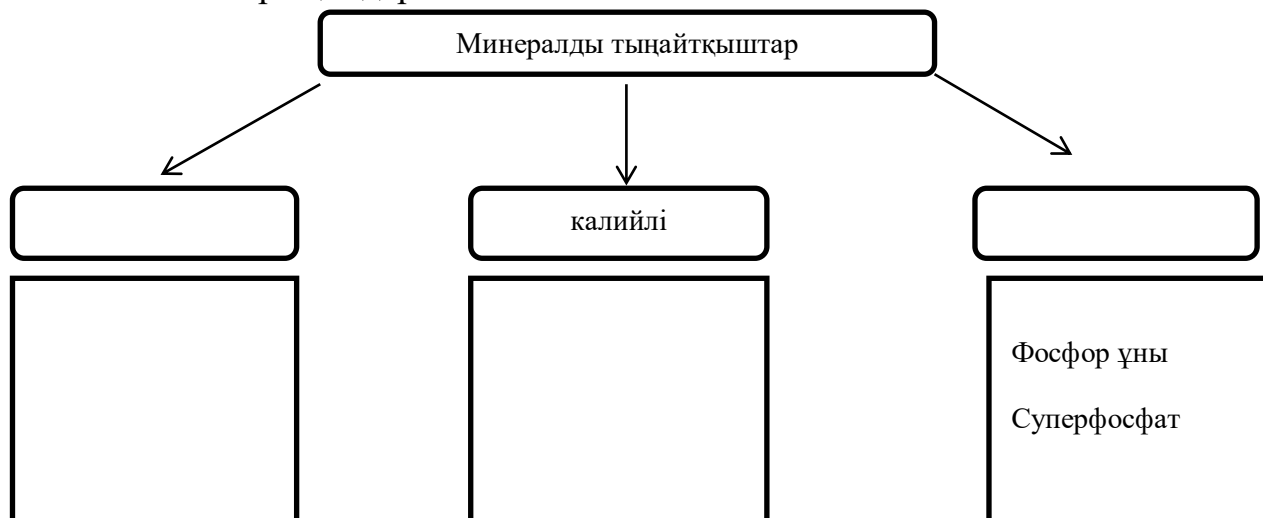 Минералды тыңайтқыштар
калийлі
Фосфор ұны
Суперфосфат